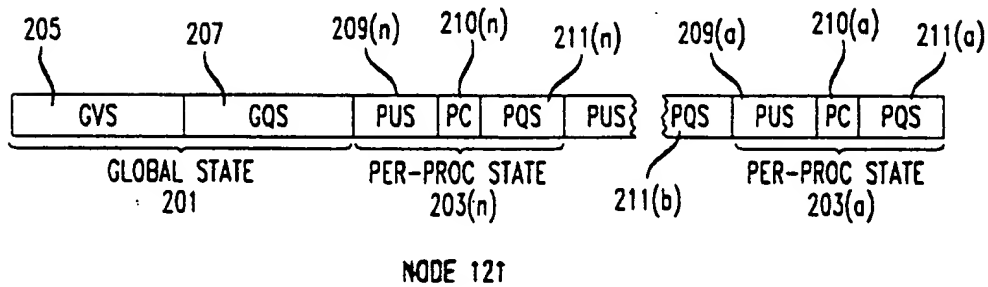 205 207 209(n) 210(n) 211(n) 209(a) 210(a) 211(a)
GVS GQS PUS PC PQS PUS PQS PUS PC PQS
GLOBAL STATE PER-PROC STATE PER-PROC STATE
201 203(n) 211(b) 203(a)
NODE 121